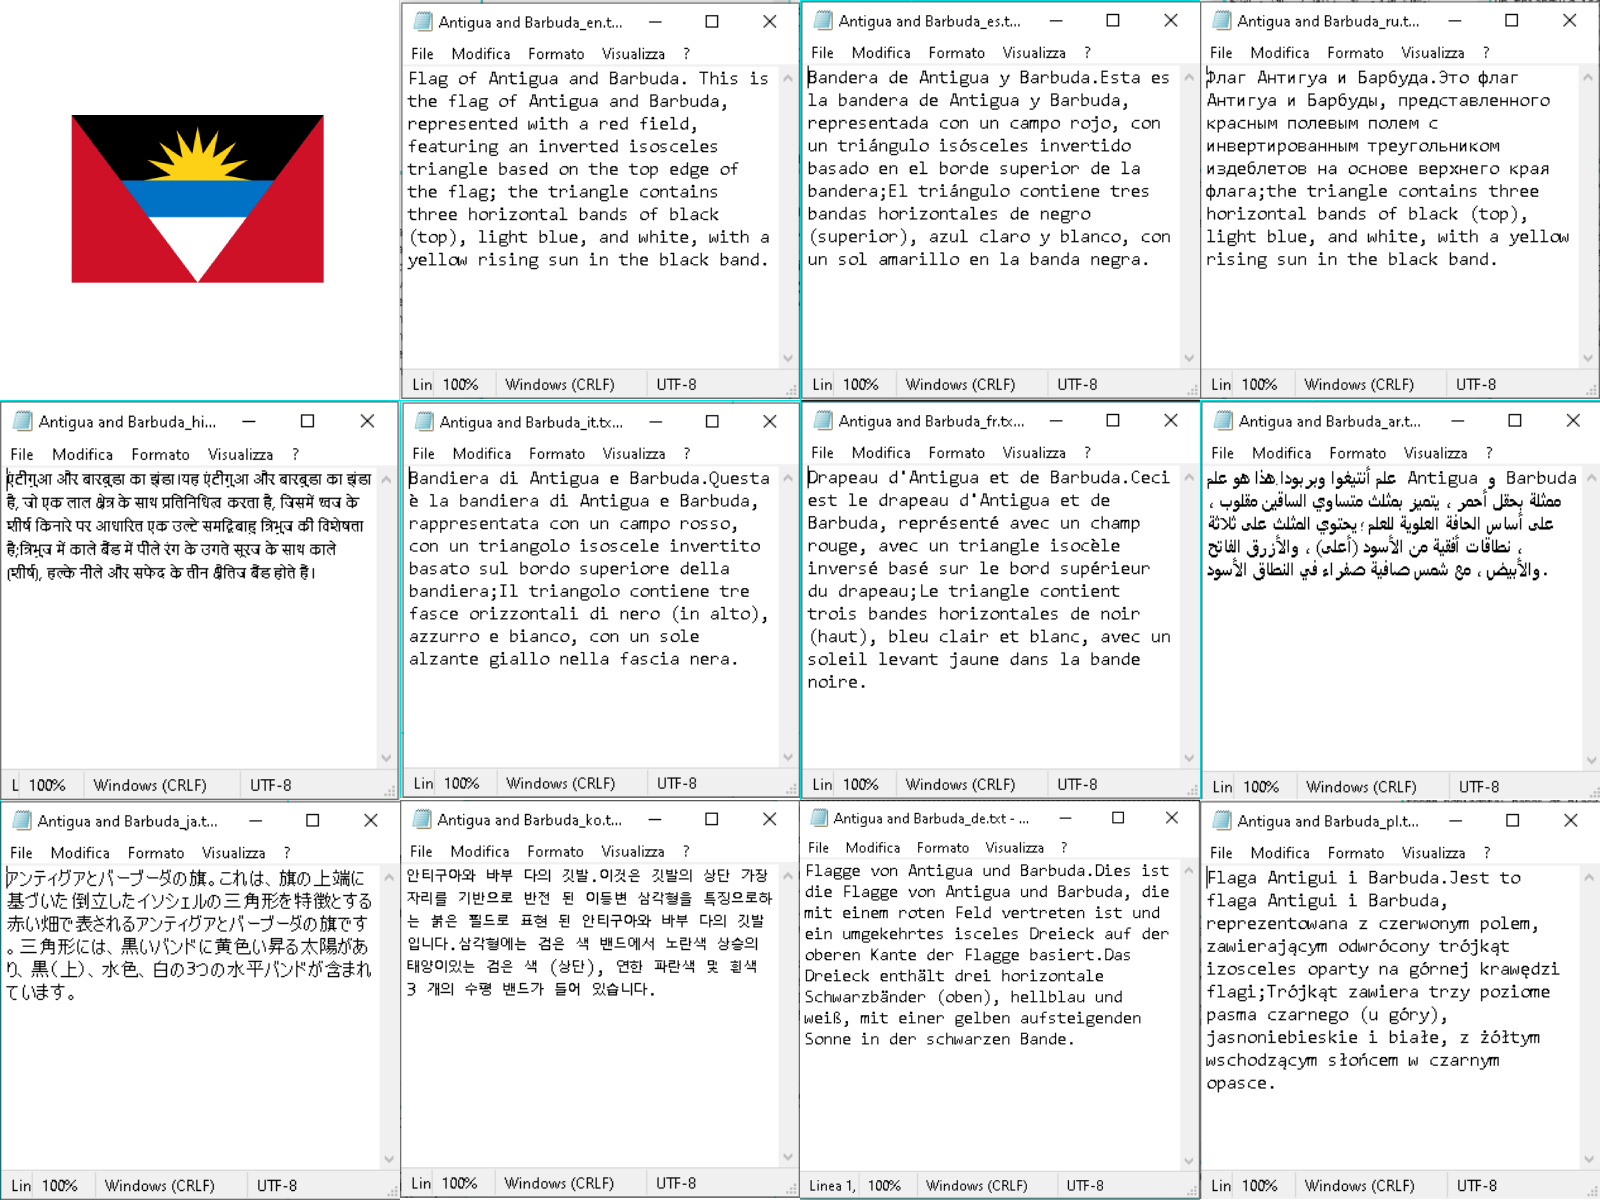 Antigua and Barbuda_en.t...
File Modifica Formato Visualizza ?
Flag of Antigua and Barbuda. This is
the flag of Antigua and Barbuda,
represented with a red field,
featuring an inverted isosceles
triangle based on the top edge of
the flag; the triangle contains
three horizontal bands of black
(top), light blue, and white, with a
yellow rising sun in the black band.
Lin 100% Windows (CRLF) UTF-8
Antigua and Barbuda_es.t...
File Modifica Formato Visualizza ?
Bandera de Antigua y Barbuda.Esta es
la bandera de Antigua y Barbuda,
representada con un campo rojo, con
un triángulo isósceles invertido
basado en el borde superior de la
bandera;El triángulo contiene tres
bandas horizontales de negro
(superior), azul claro y blanco, con
un sol amarillo en la banda negra.
Lin 100% Windows (CRLF) UTF-8
Antigua and Barbuda_ru.t...
File Modifica Formato Visualizza ?
Флаг Антигуа и Барбуда.Это флаг
Антигуа и Барбуды, представленного
красным полевым полем с
инвертированным треугольником
издеблетов на основе верхнего края
флага;the triangle contains three
horizontal bands of black (top),
light blue, and white, with a yellow
rising sun in the black band.
Lin 100% Windows (CRLF) UTF-8
Antigua and Barbuda_hi...
File Modifica Formato Visualizza ?
एंटीगुआ और बारबुडा का झंडा।यह एंटीगुआ और बारबुडा का झंडा
है, जो एक लाल क्षेत्र के साथ प्रतिनिधित्व करता है, जिसमें ध्वज के
शीर्ष किनारे पर आधारित एक उल्टे समद्विबाहु त्रिभुज की विशेषता
है;त्रिभुज में काले बैंड में पीले रंग के उगते सूरज के साथ काले
(शीर्ष), हल्के नीले और सफेद के तीन क्षैतिज बैंड होते हैं।
L 100% Windows (CRLF) UTF-8
Antigua and Barbuda_it.tx...
File Modifica Formato Visualizza ?
Bandiera di Antigua e Barbuda.Questa
è la bandiera di Antigua e Barbuda,
rappresentata con un campo rosso,
con un triangolo isoscele invertito
basato sul bordo superiore della
bandiera;Il triangolo contiene tre
fasce orizzontali di nero (in alto),
azzurro e bianco, con un sole
alzante giallo nella fascia nera.
Lin 100% Windows (CRLF) UTF-8
Antigua and Barbuda_fr.tx...
File Modifica Formato Visualizza ?
Drapeau d'Antigua et de Barbuda.Ceci
est le drapeau d'Antigua et de
Barbuda, représenté avec un champ
rouge, avec un triangle isocèle
inversé basé sur le bord supérieur
du drapeau;Le triangle contient
trois bandes horizontales de noir
(haut), bleu clair et blanc, avec un
soleil levant jaune dans la bande
noire.
Lin 100% Windows (CRLF) UTF-8
Antigua and Barbuda_ar.t...
File Modifica Formato Visualizza ?
علم أنتيغوا وبربودا.هذا هو علم Antigua و Barbuda
ممثلة بحقل أحمر ، يتميز بمثلث متساوي الساقين مقلوب ،
على أساس الحافة العلوية للعلم ؛ يحتوي المثلث على ثلاثة
نطاقات أفقية من الأسود (أعلى) ، والأزرق الفاتح ،
والأبيض ، مع شمس صافية صفراء في النطاق الأسود.
Lin 100% Windows (CRLF) UTF-8
Antigua and Barbuda_ja.t...
File Modifica Formato Visualizza ?
アンティグアとバーブーダの旗。これは、旗の上端に
基づいた倒立したイソシェルの三角形を特徴とする
赤い畑で表されるアンティグアとバーブーダの旗です
。三角形には、黒いバンドに黄色い昇る太陽があ
り、黒(上)、水色、白の3つの水平バンドが含まれ
ています。
Lin 100% Windows (CRLF) UTF-8
Antigua and Barbuda_ko.t...
File Modifica Formato Visualizza ?
안티구아와 바부 다의 깃발.이것은 깃발의 상단 가장
자리를 기반으로 반전 된 이등변 삼각형을 특징으로하
는 붉은 필드로 표현 된 안티구아와 바부 다의 깃발
입니다.삼각형에는 검은 색 밴드에서 노란색 상승의
태양이있는 검은 색 (상단), 연한 파란색 및 흰색
3 개의 수평 밴드가 들어 있습니다.
Lin 100% Windows (CRLF) UTF-8
Antigua and Barbuda_de.txt - ...
File Modifica Formato Visualizza ?
Flagge von Antigua und Barbuda.Dies ist
die Flagge von Antigua und Barbuda, die
mit einem roten Feld vertreten ist und
ein umgekehrtes isceles Dreieck auf der
oberen Kante der Flagge basiert.Das
Dreieck enthält drei horizontale
Schwarzbänder (oben), hellblau und
weiß, mit einer gelben aufsteigenden
Sonne in der schwarzen Bande.
Linea 1, 100% Windows (CRLF) UTF-8
Antigua and Barbuda_pl.t...
File Modifica Formato Visualizza ?
Flaga Antigui i Barbuda.Jest to
flaga Antigui i Barbuda,
reprezentowana z czerwonym polem,
zawierającym odwrócony trójkąt
izosceles oparty na górnej krawędzi
flagi;Trójkąt zawiera trzy poziome
pasma czarnego (u góry),
jasnoniebieskie i białe, z żółtym
wschodzącym słońcem w czarnym
opasce.
Lin 100% Windows (CRLF) UTF-8